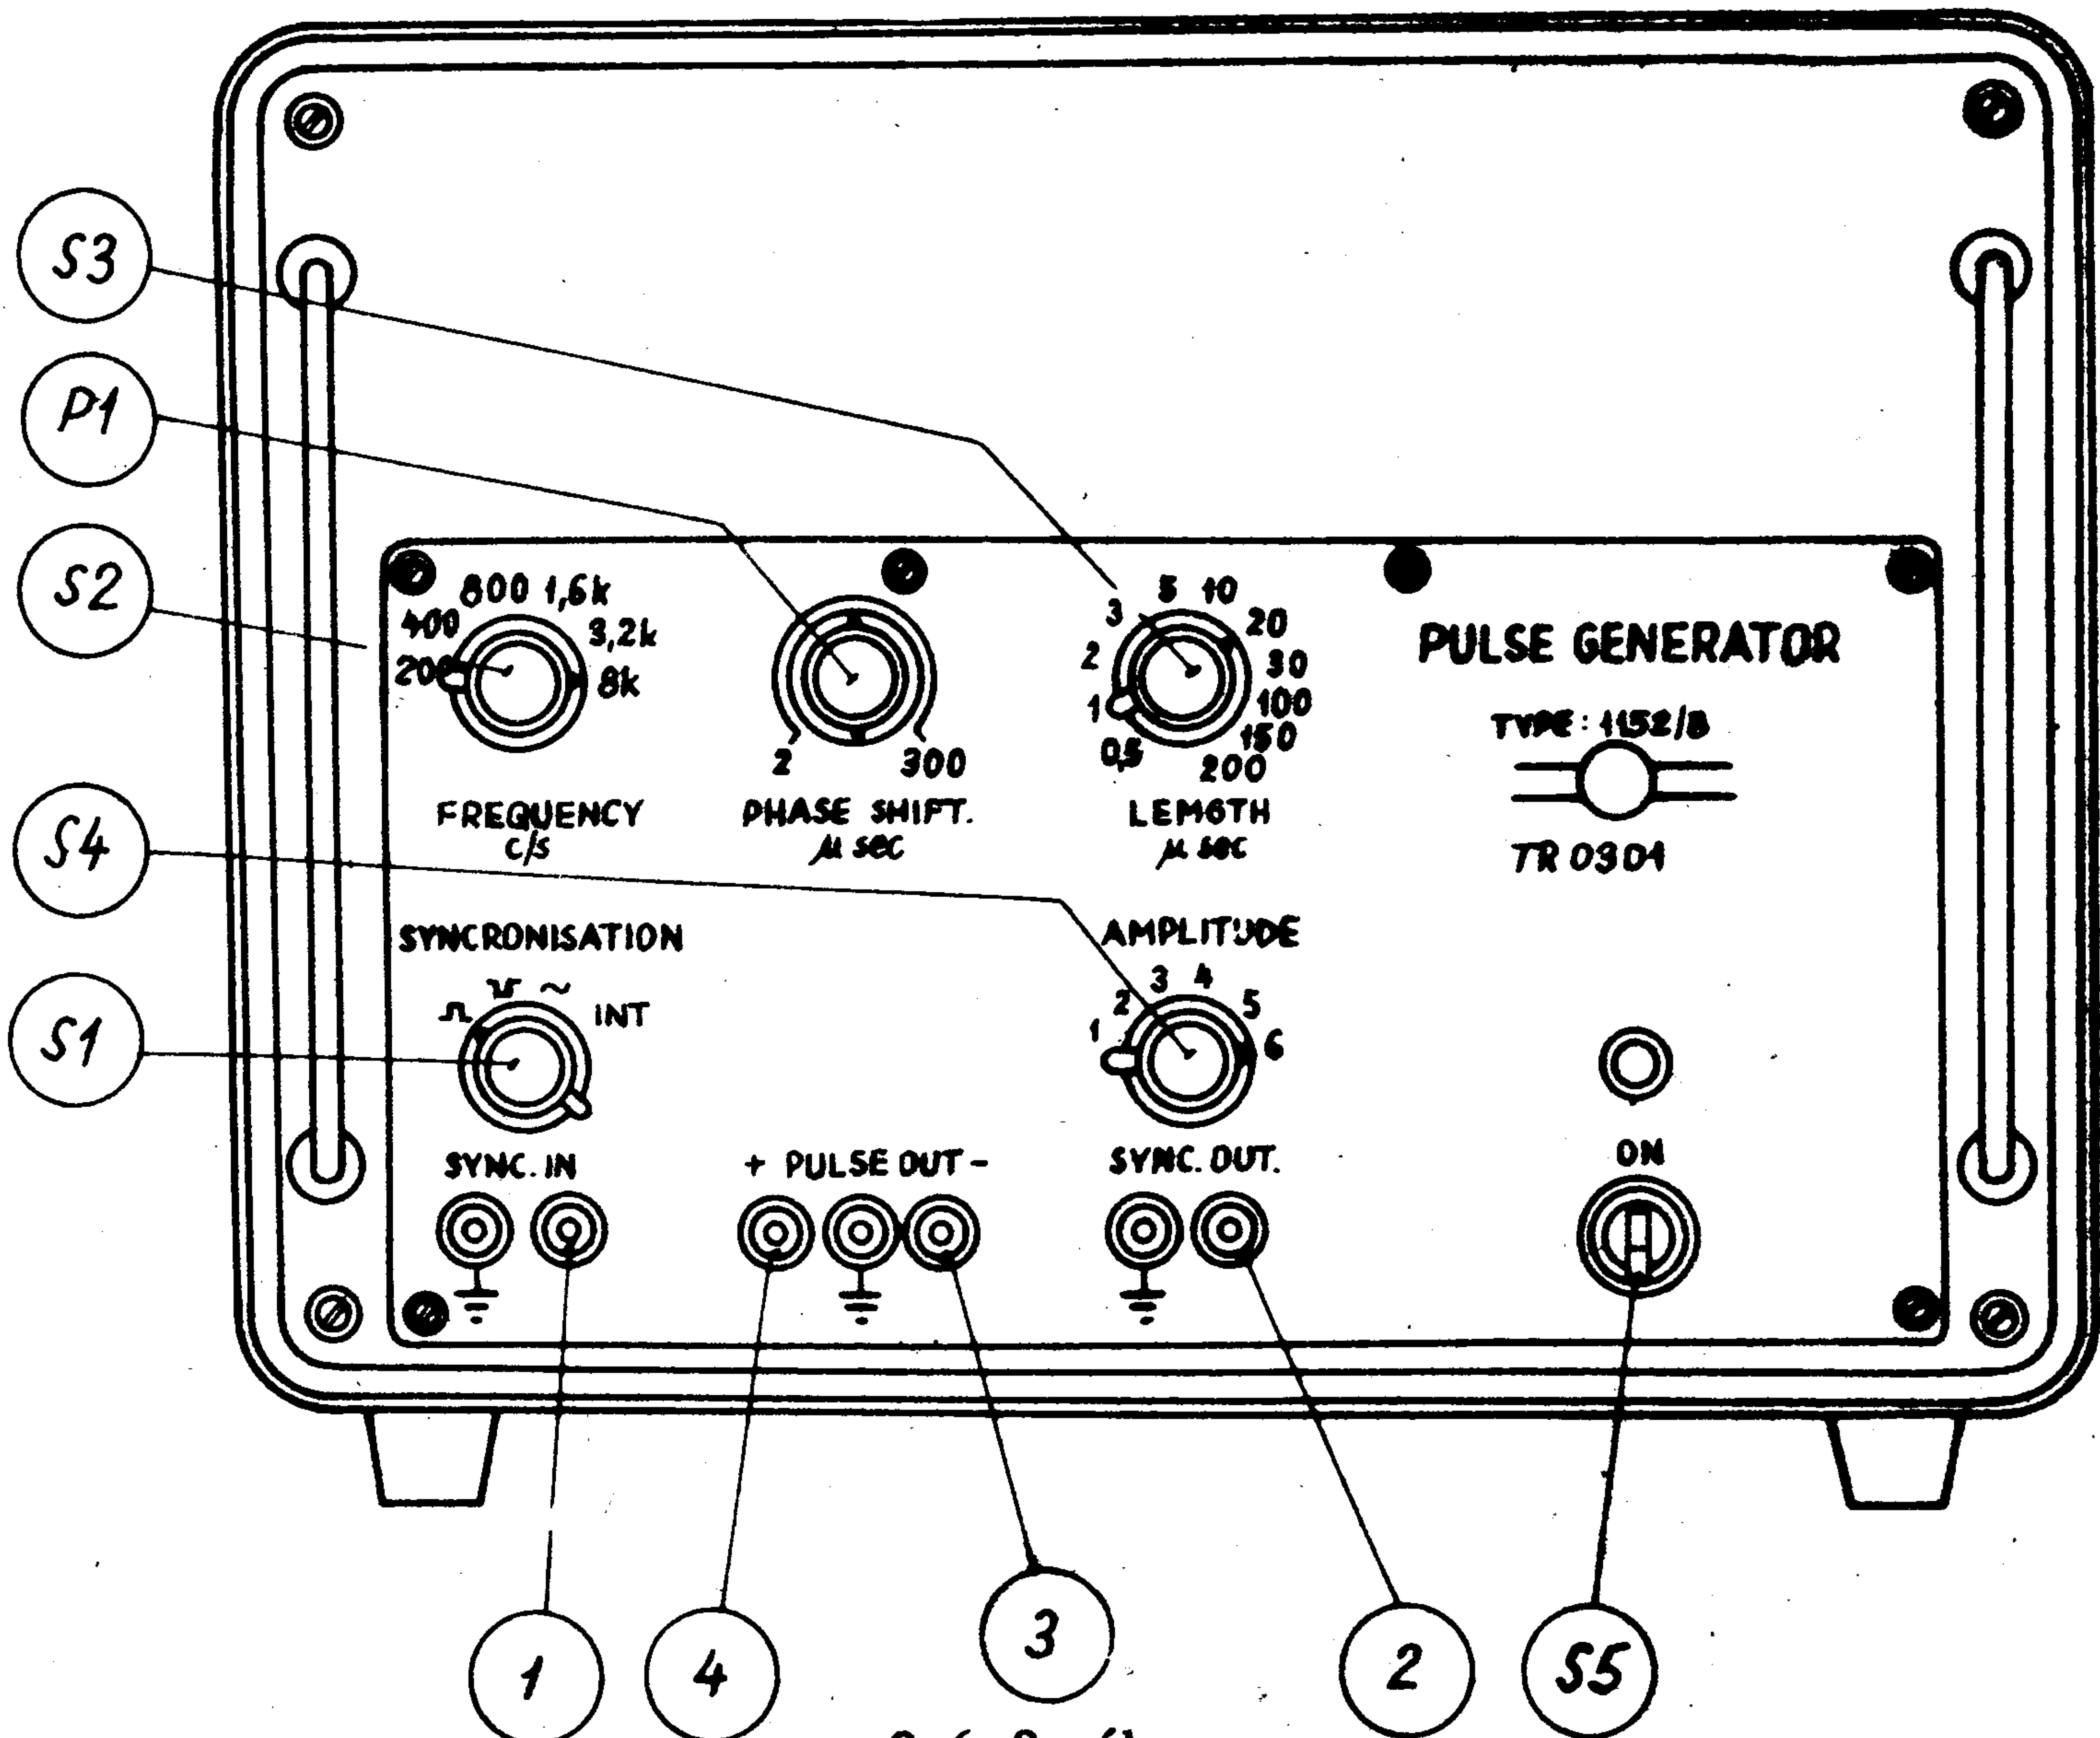 S3
P1
S2
S4
S1
400 800 1,6k 3,2k
200 8k
FREQUENCY
c/s
2 300
PHASE SHIFT.
μ sec
0,5 1 2 3 5 10 20 30 100 150 200
LEMGTH
μ sec
PULSE GENERATOR
TYPE: 1152/B
TR 0301
SYNCRONISATION
~ INT
AMPLITUDE
1 2 3 4 5 6
SYNC. IN
+ PULSE OUT -
SYNC. OUT.
ON
1
4
3
2
S5